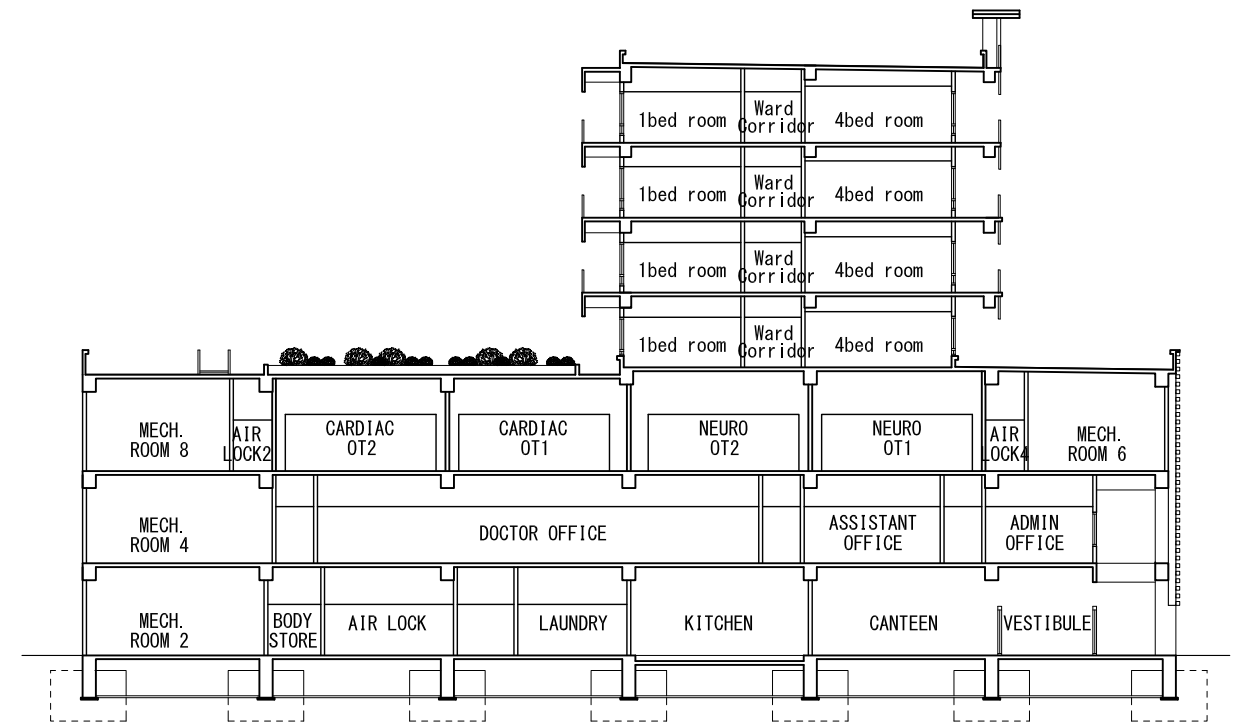 1bed room
Ward
Corridor
4bed room
1bed room
Ward
Corridor
4bed room
1bed room
Ward
Corridor
4bed room
1bed room
Ward
Corridor
4bed room
MECH.
ROOM 8
AIR
LOCK2
CARDIAC
OT2
CARDIAC
OT1
NEURO
OT2
NEURO
OT1
AIR
LOCK4
MECH.
ROOM 6
MECH.
ROOM 4
DOCTOR OFFICE
ASSISTANT
OFFICE
ADMIN
OFFICE
MECH.
ROOM 2
BODY
STORE
AIR LOCK
LAUNDRY
KITCHEN
CANTEEN
VESTIBULE